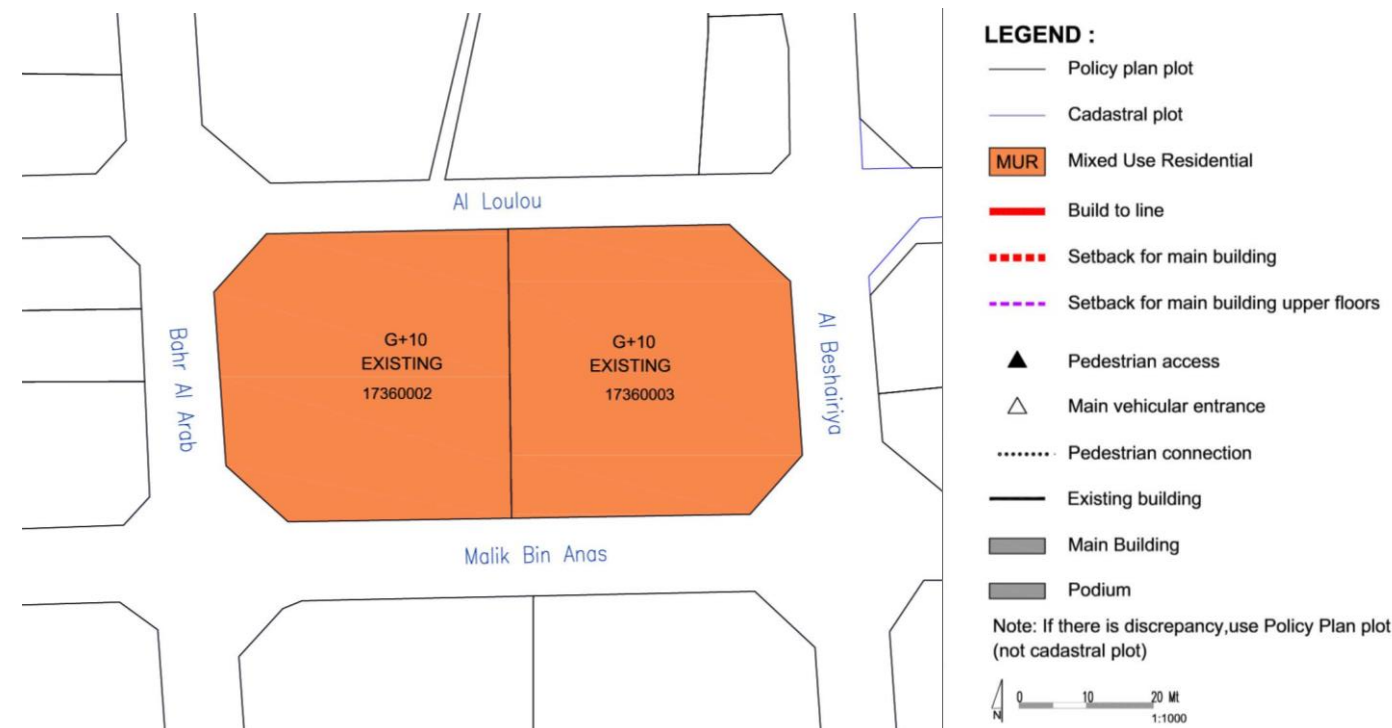 Al Loulou
G+10
EXISTING
17360002
G+10
EXISTING
17360003
Bahr Al Arab
Al Beshairiya
Malik Bin Anas
LEGEND :
Policy plan plot
Cadastral plot
MUR Mixed Use Residential
Build to line
Setback for main building
Setback for main building upper floors
Pedestrian access
Main vehicular entrance
Pedestrian connection
Existing building
Main Building
Podium
Note: If there is discrepancy,use Policy Plan plot
(not cadastral plot)
N 0 10 20 Mt
1:1000